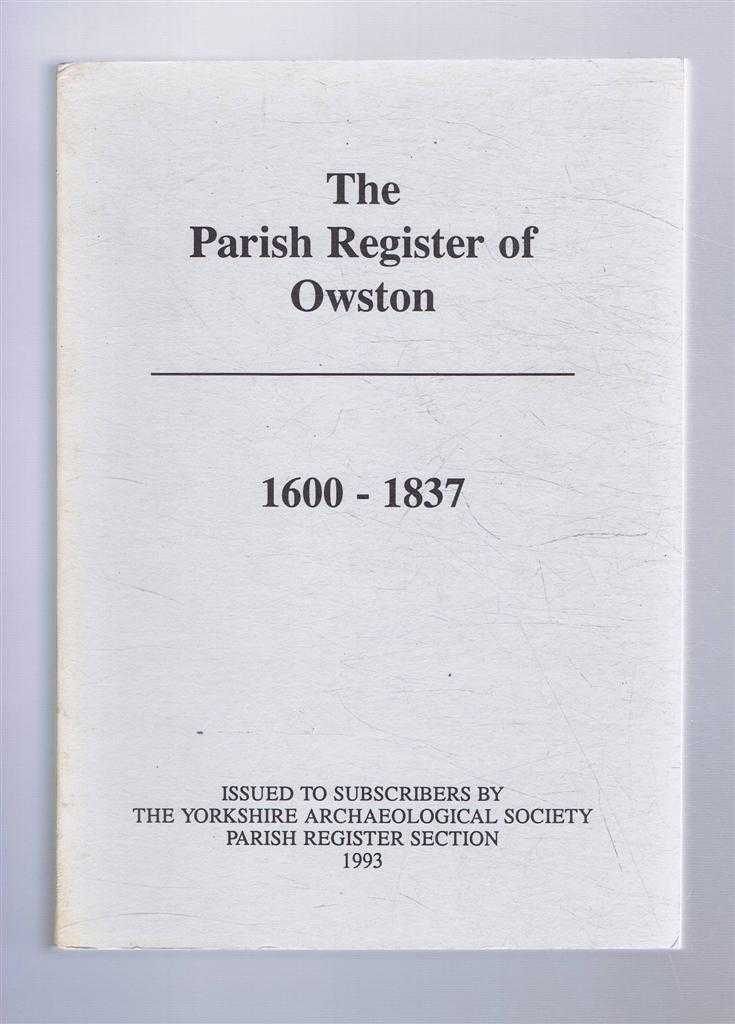 The
Parish Register of
Owston
1600 - 1837
ISSUED TO SUBSCRIBERS BY
THE YORKSHIRE ARCHAEOLOGICAL SOCIETY
PARISH REGISTER SECTION
1993